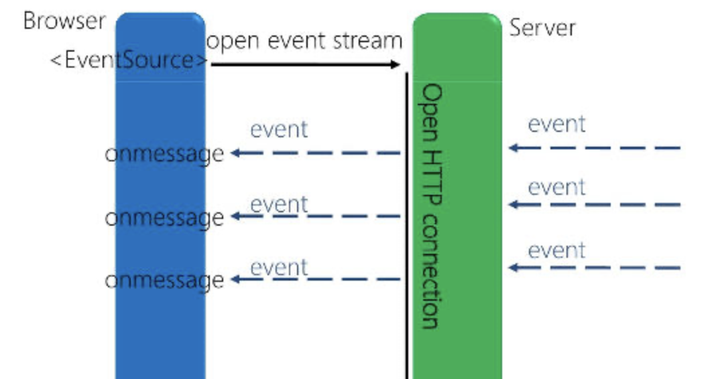 Browser
Server
<EventSource>
open event stream
Open HTTP connection
event
event
onmessage
event
event
onmessage
event
event
onmessage